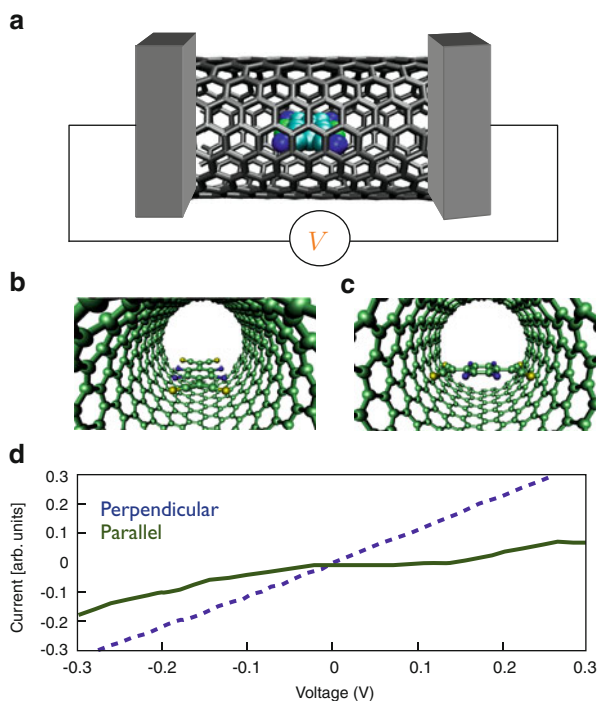 a
V
b
c
d
Current [arb. units]
0.3
0.2
0.1
0
-0.1
-0.2
-0.3
Perpendicular
Parallel
-0.3
-0.2
-0.1
0
0.1
0.2
0.3
Voltage (V)